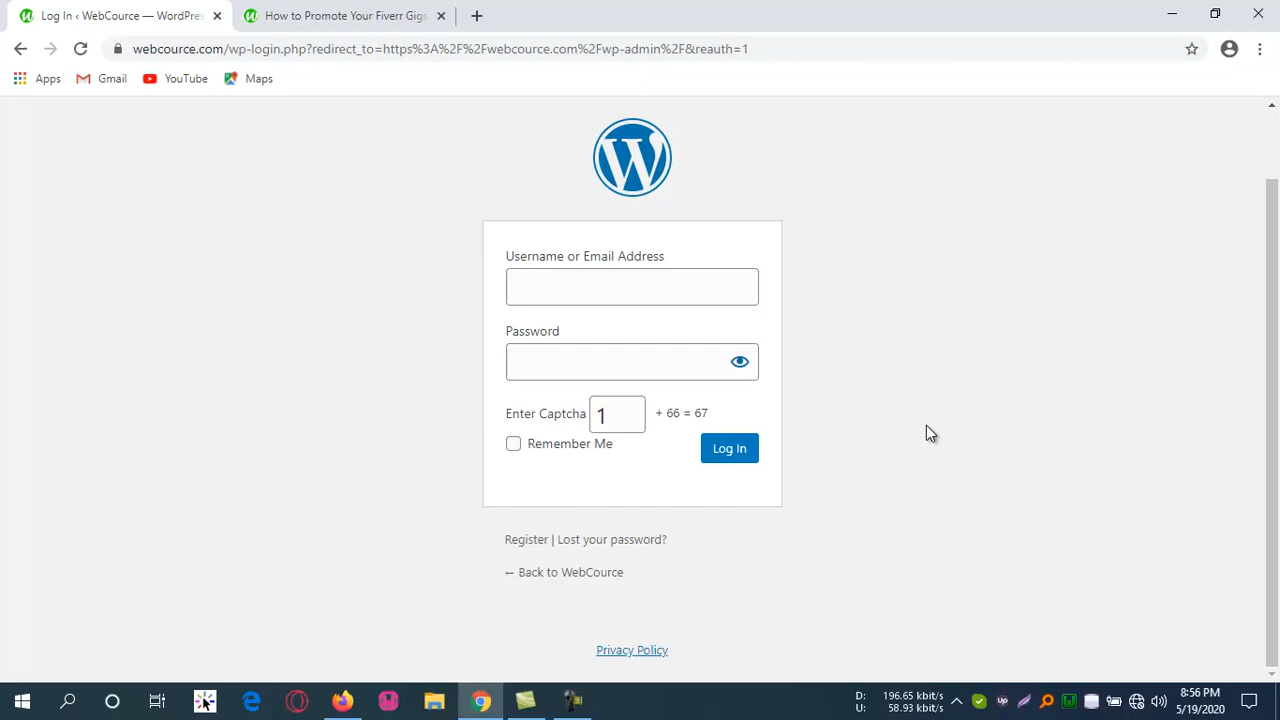 Log In ‹ WebCource — WordPres
How to Promote Your Fiverr Gigs
webcource.com/wp-login.php?redirect_to=https%3A%2F%2Fwebcource.com%2Fwp-admin%2F&reauth=1
Apps Gmail YouTube Maps
Username or Email Address
Password
Enter Captcha 1 + 66 = 67
Remember Me
Log In
Register | Lost your password?
← Back to WebCource
Privacy Policy
D: 196.65 kbit/s
U: 58.93 kbit/s
8:56 PM
5/19/2020